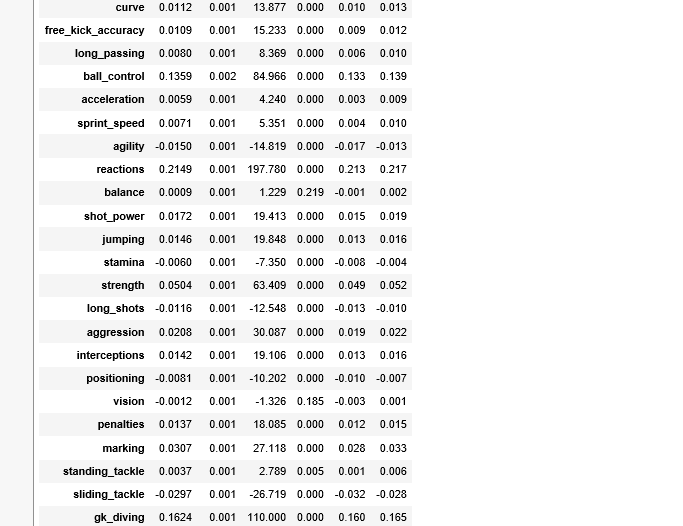 curve 0.0112 0.001 13.877 0.000 0.010 0.013
free_kick_accuracy 0.0109 0.001 15.233 0.000 0.009 0.012
long_passing 0.0080 0.001 8.369 0.000 0.006 0.010
ball_control 0.1359 0.002 84.966 0.000 0.133 0.139
acceleration 0.0059 0.001 4.240 0.000 0.003 0.009
sprint_speed 0.0071 0.001 5.351 0.000 0.004 0.010
agility -0.0150 0.001 -14.819 0.000 -0.017 -0.013
reactions 0.2149 0.001 197.780 0.000 0.213 0.217
balance 0.0009 0.001 1.229 0.219 -0.001 0.002
shot_power 0.0172 0.001 19.413 0.000 0.015 0.019
jumping 0.0146 0.001 19.848 0.000 0.013 0.016
stamina -0.0060 0.001 -7.350 0.000 -0.008 -0.004
strength 0.0504 0.001 63.409 0.000 0.049 0.052
long_shots -0.0116 0.001 -12.548 0.000 -0.013 -0.010
aggression 0.0208 0.001 30.087 0.000 0.019 0.022
interceptions 0.0142 0.001 19.106 0.000 0.013 0.016
positioning -0.0081 0.001 -10.202 0.000 -0.010 -0.007
vision -0.0012 0.001 -1.326 0.185 -0.003 0.001
penalties 0.0137 0.001 18.085 0.000 0.012 0.015
marking 0.0307 0.001 27.118 0.000 0.028 0.033
standing_tackle 0.0037 0.001 2.789 0.005 0.001 0.006
sliding_tackle -0.0297 0.001 -26.719 0.000 -0.032 -0.028
gk_diving 0.1624 0.001 110.000 0.000 0.160 0.165